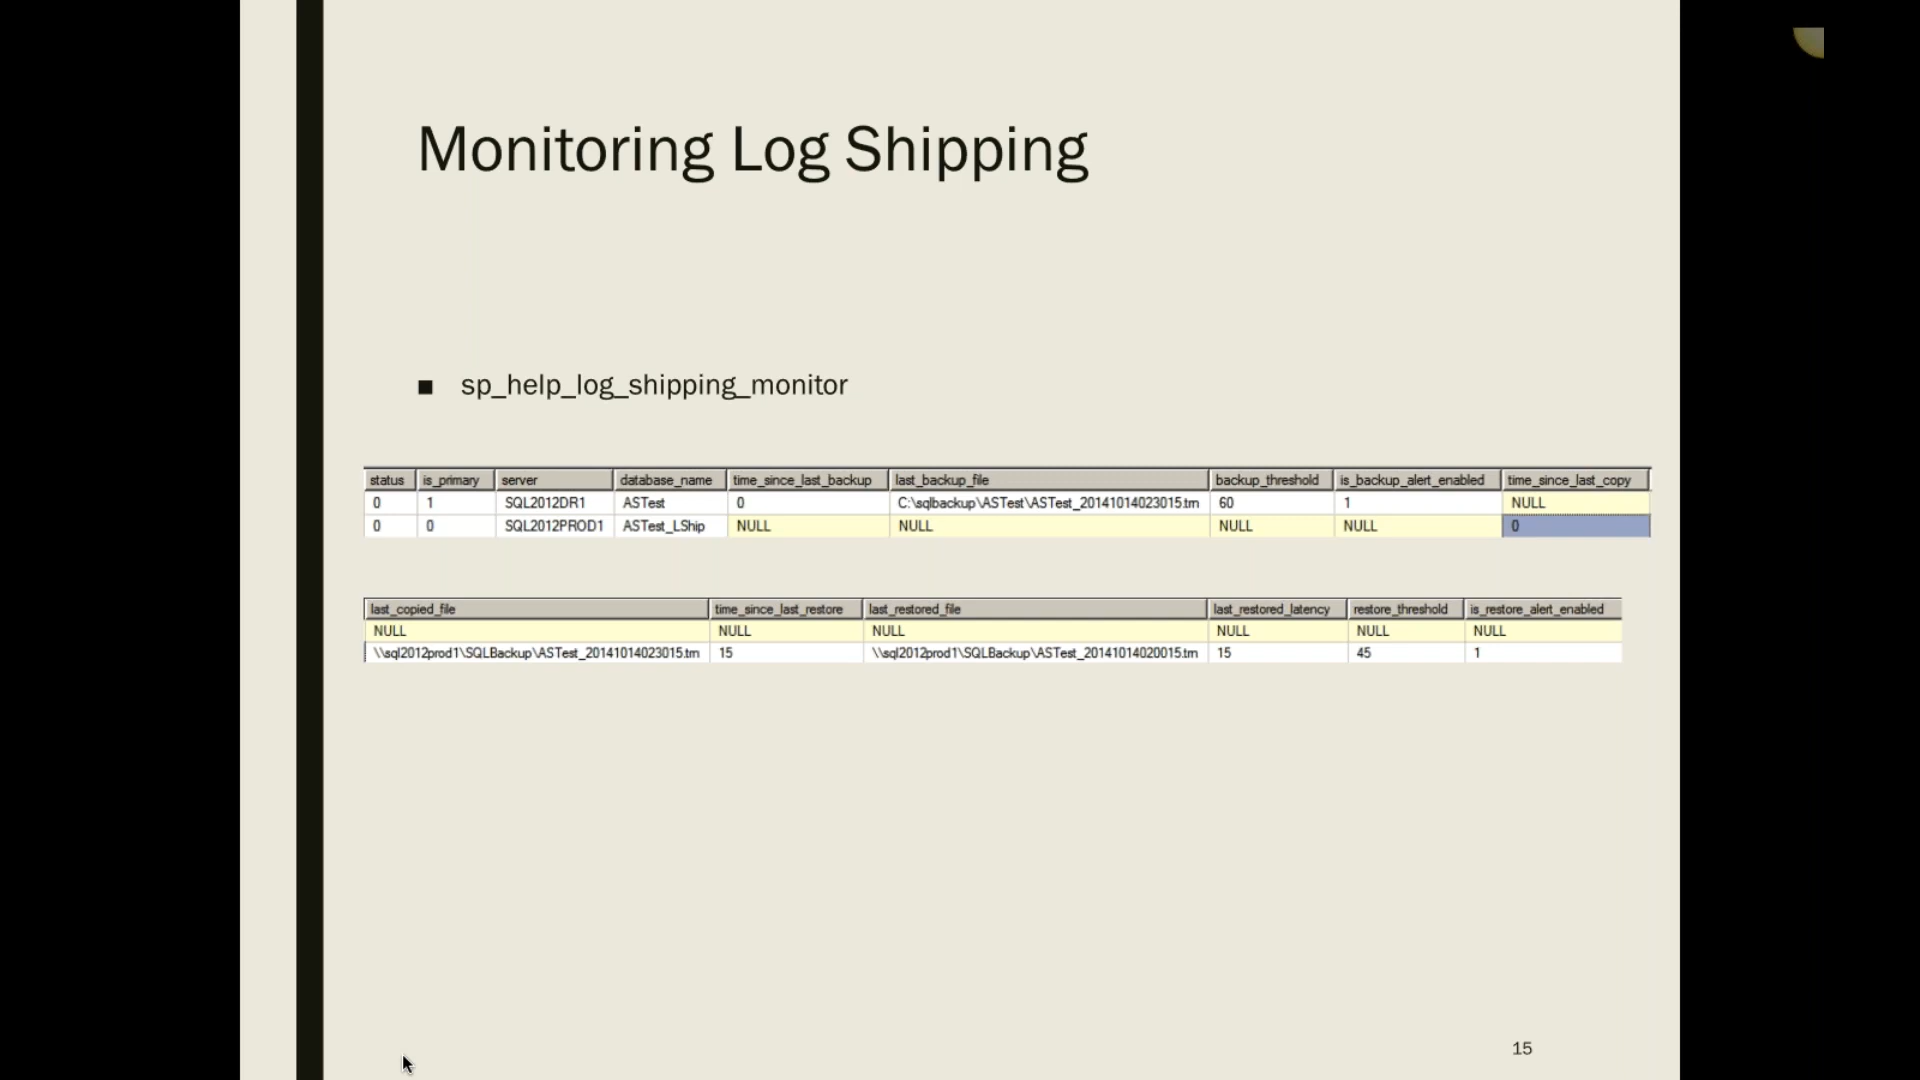 Monitoring Log Shipping
■ sp_help_log_shipping_monitor
status is_primary server database_name time_since_last_backup last_backup_file backup_threshold is_backup_alert_enabled time_since_last_copy
0 1 SQL2012DR1 ASTest 0 C:\sqlbackup\ASTest\ASTest_20141014023015.trn 60 1 NULL
0 0 SQL2012PROD1 ASTest_LShip NULL NULL NULL NULL 0
last_copied_file time_since_last_restore last_restored_file last_restored_latency restore_threshold is_restore_alert_enabled
NULL NULL NULL NULL NULL NULL
\\sql2012prod1\SQLBackup\ASTest_20141014023015.trn 15 \\sql2012prod1\SQLBackup\ASTest_20141014020015.trn 15 45 1
15